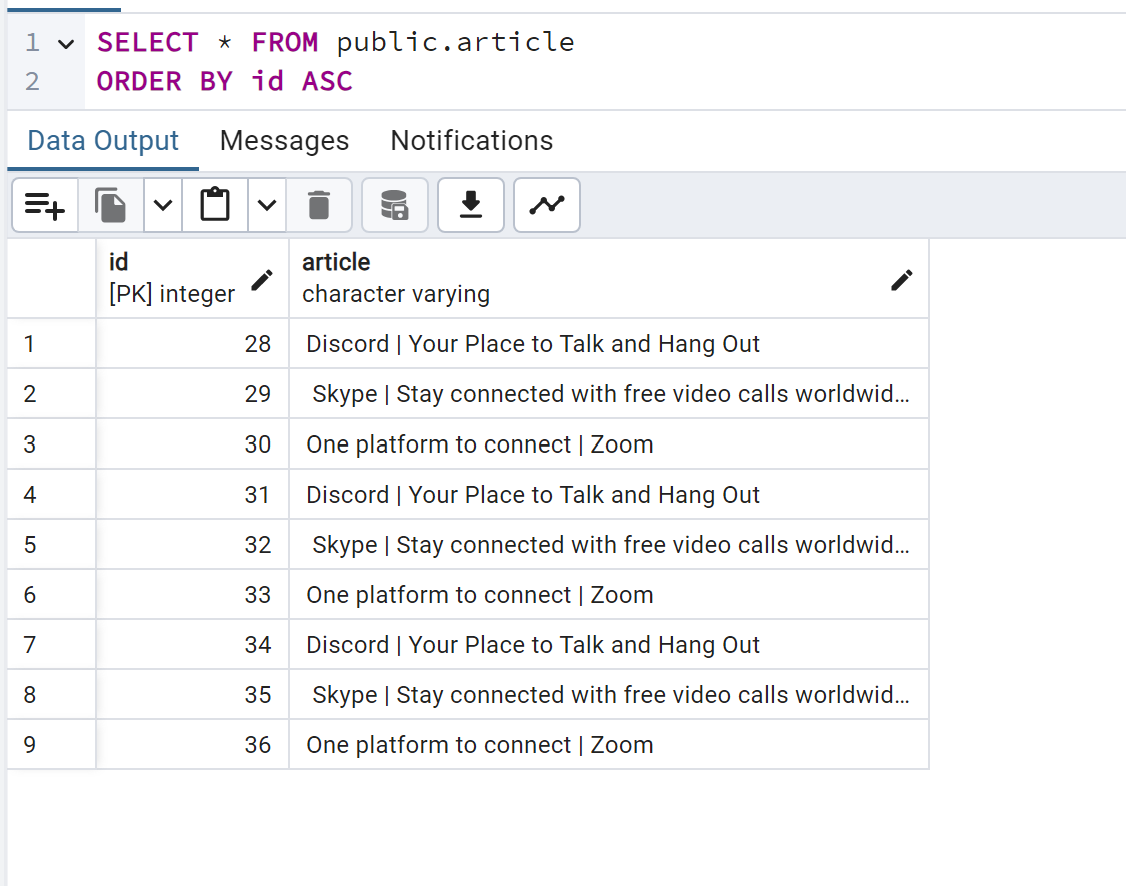 1 SELECT * FROM public.article
2 ORDER BY id ASC
Data Output Messages Notifications
id article
[PK] integer character varying
1 28 Discord | Your Place to Talk and Hang Out
2 29 Skype | Stay connected with free video calls worldwid...
3 30 One platform to connect | Zoom
4 31 Discord | Your Place to Talk and Hang Out
5 32 Skype | Stay connected with free video calls worldwid...
6 33 One platform to connect | Zoom
7 34 Discord | Your Place to Talk and Hang Out
8 35 Skype | Stay connected with free video calls worldwid...
9 36 One platform to connect | Zoom